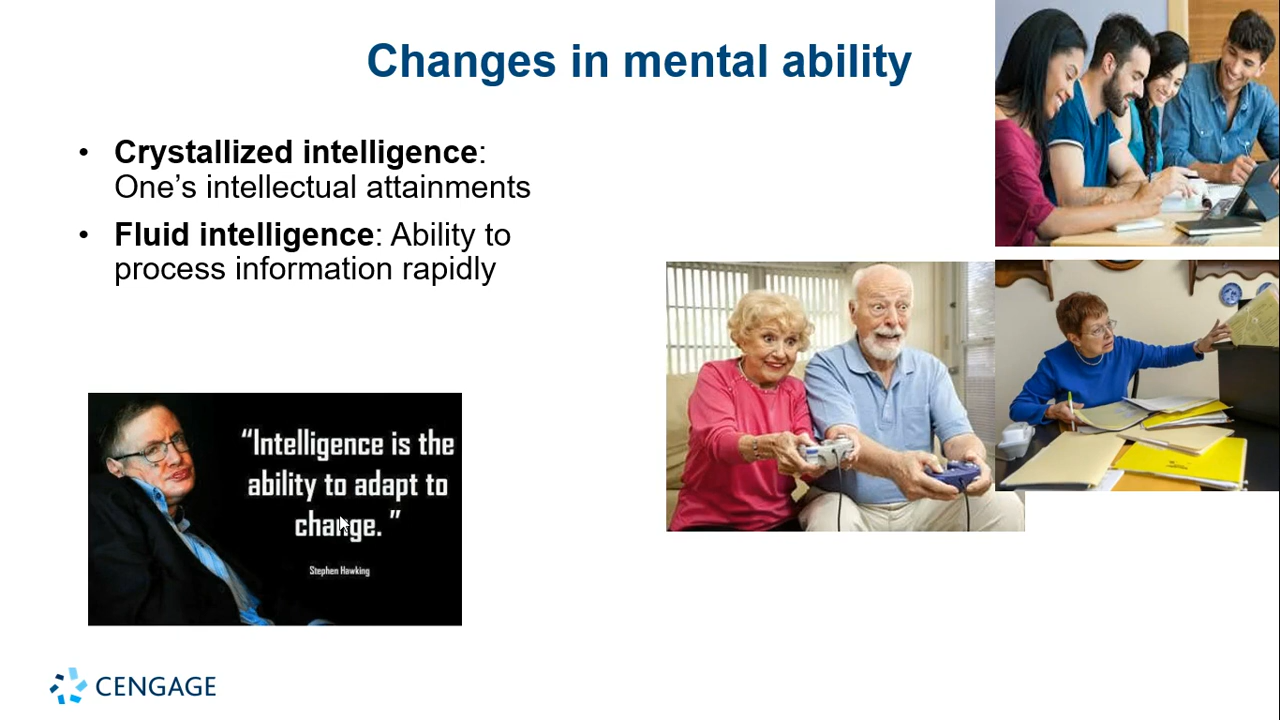 Changes in mental ability
• Crystallized intelligence:
One’s intellectual attainments
• Fluid intelligence: Ability to
process information rapidly
“Intelligence is the
ability to adapt to
change. ”
Stephen Hawking
CENGAGE